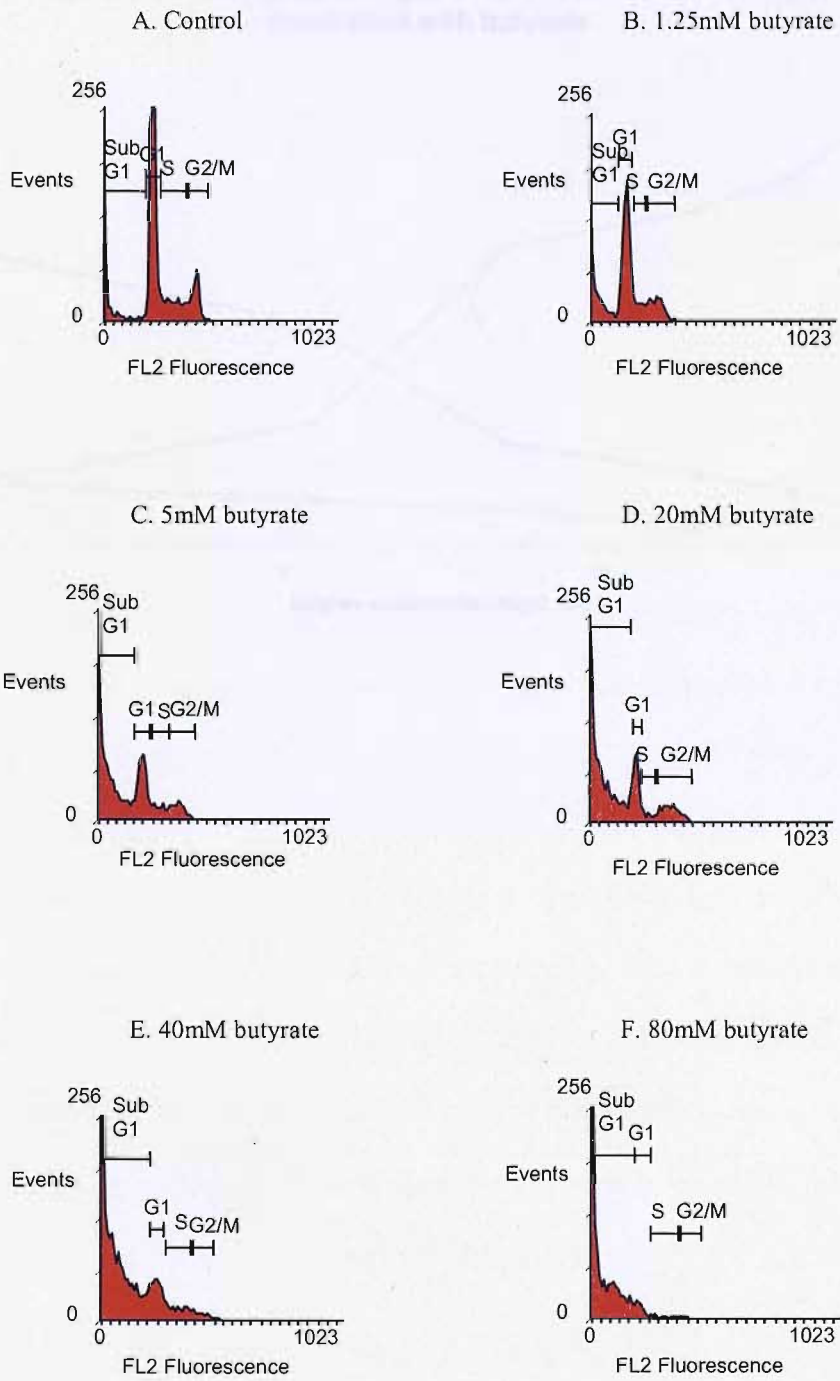 A. Control
256
Sub
G1
G1
S
G2/M
Events
0
0
1023
FL2 Fluorescence
B. 1.25mM butyrate
256
G1
Sub
G1
S
G2/M
Events
0
0
1023
FL2 Fluorescence
C. 5mM butyrate
256
Sub
G1
Events
G1
S
G2/M
0
0
1023
FL2 Fluorescence
D. 20mM butyrate
256
Sub
G1
Events
G1
S
G2/M
0
0
1023
FL2 Fluorescence
E. 40mM butyrate
256
Sub
G1
Events
G1
S
G2/M
0
0
1023
FL2 Fluorescence
F. 80mM butyrate
256
Sub
G1
G1
Events
S
G2/M
0
0
1023
FL2 Fluorescence